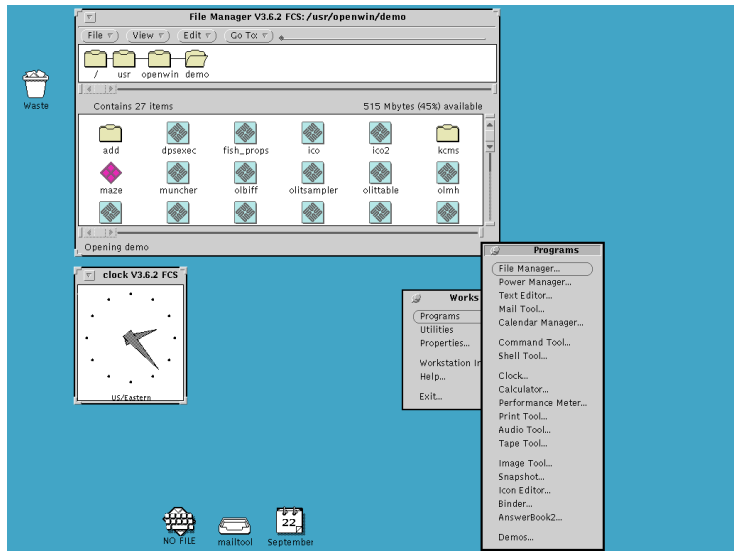 File Manager V3.6.2 FCS: /usr/openwin/demo
File View Edit Go To:
/ usr openwin demo
Waste
Contains 27 items 515 Mbytes (45%) available
add dpsexec fish_props ico ico2 kcms
maze muncher olbiff olitsampler olittable olmh
Opening demo
clock V3.6.2 FCS
US/Eastern
Works
Programs
Utilities
Properties...
Workstation In
Help...
Exit...
Programs
File Manager...
Power Manager...
Text Editor...
Mail Tool...
Calendar Manager...
Command Tool...
Shell Tool...
Clock...
Calculator...
Performance Meter...
Print Tool...
Audio Tool...
Tape Tool...
Image Tool...
Snapshot...
Icon Editor...
Binder...
AnswerBook2...
Demos...
22
NO FILE mailtool September